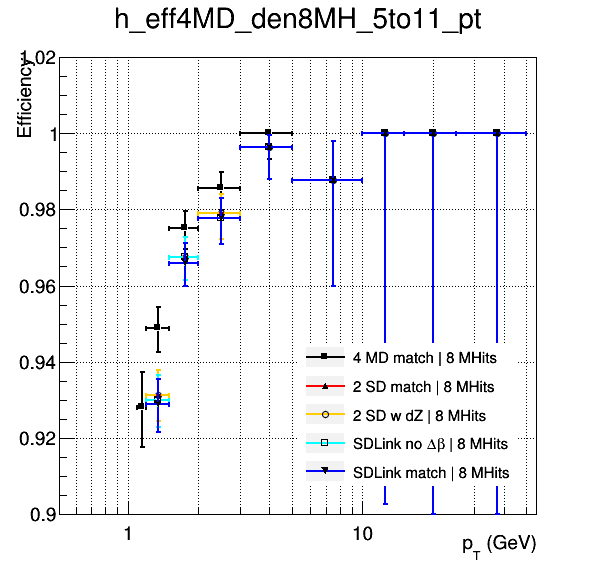 h_eff4MD_den8MH_5to11_pt
Efficiency
1.02
1
0.98
0.96
0.94
0.92
0.9
4 MD match | 8 MHits
2 SD match | 8 MHits
2 SD w dZ | 8 MHits
SDLink no Δβ | 8 MHits
SDLink match | 8 MHits
1
10
p_T (GeV)